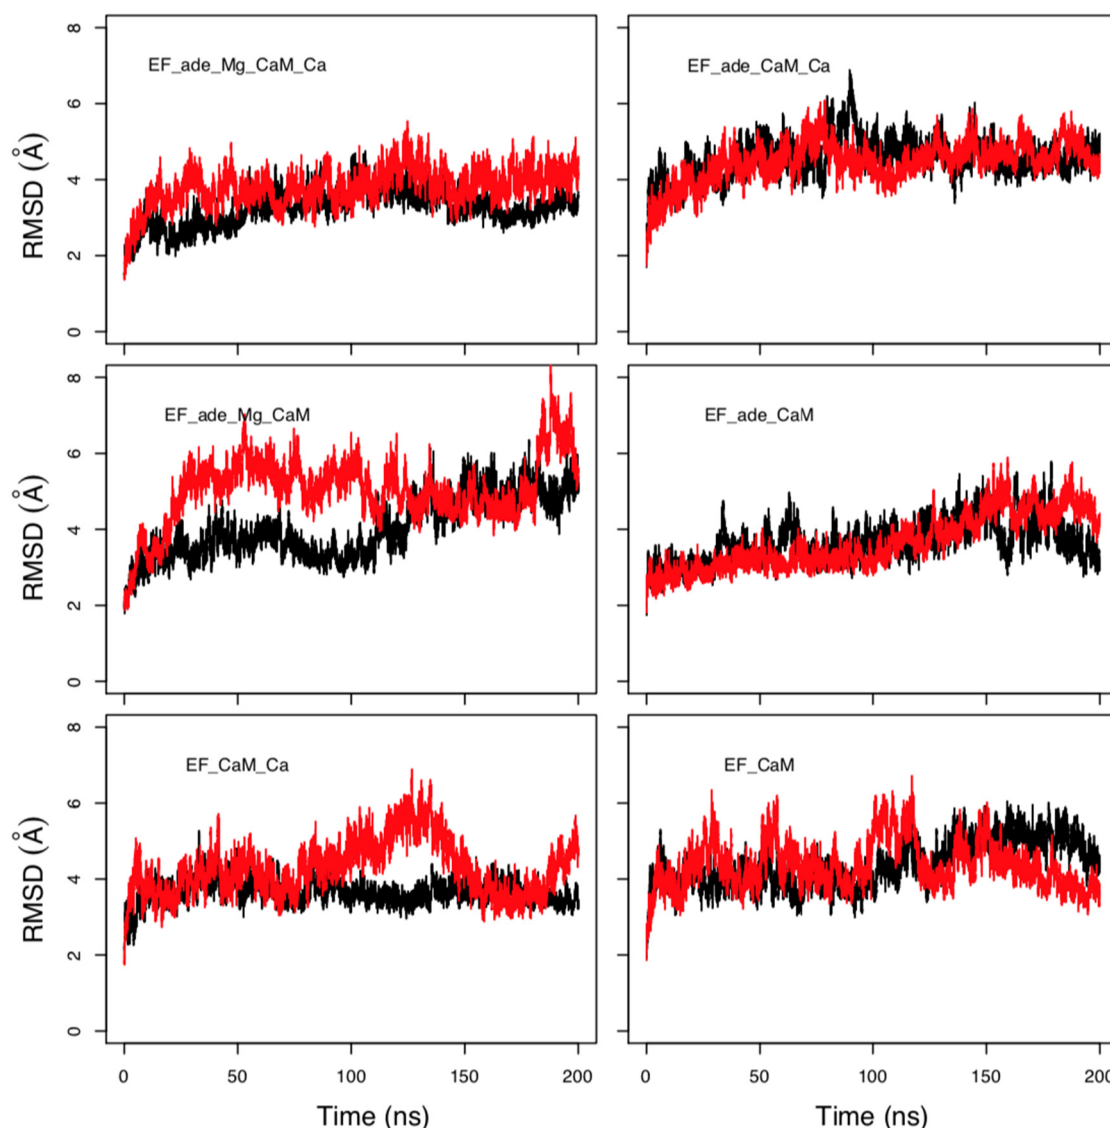 EF_ade_Mg_CaM_Ca
EF_ade_CaM_Ca
RMSD (Å)
8
6
4
2
0
EF_ade_Mg_CaM
EF_ade_CaM
RMSD (Å)
8
6
4
2
0
EF_CaM_Ca
EF_CaM
RMSD (Å)
8
6
4
2
0
0 50 100 150 200
0 50 100 150 200
Time (ns)
Time (ns)